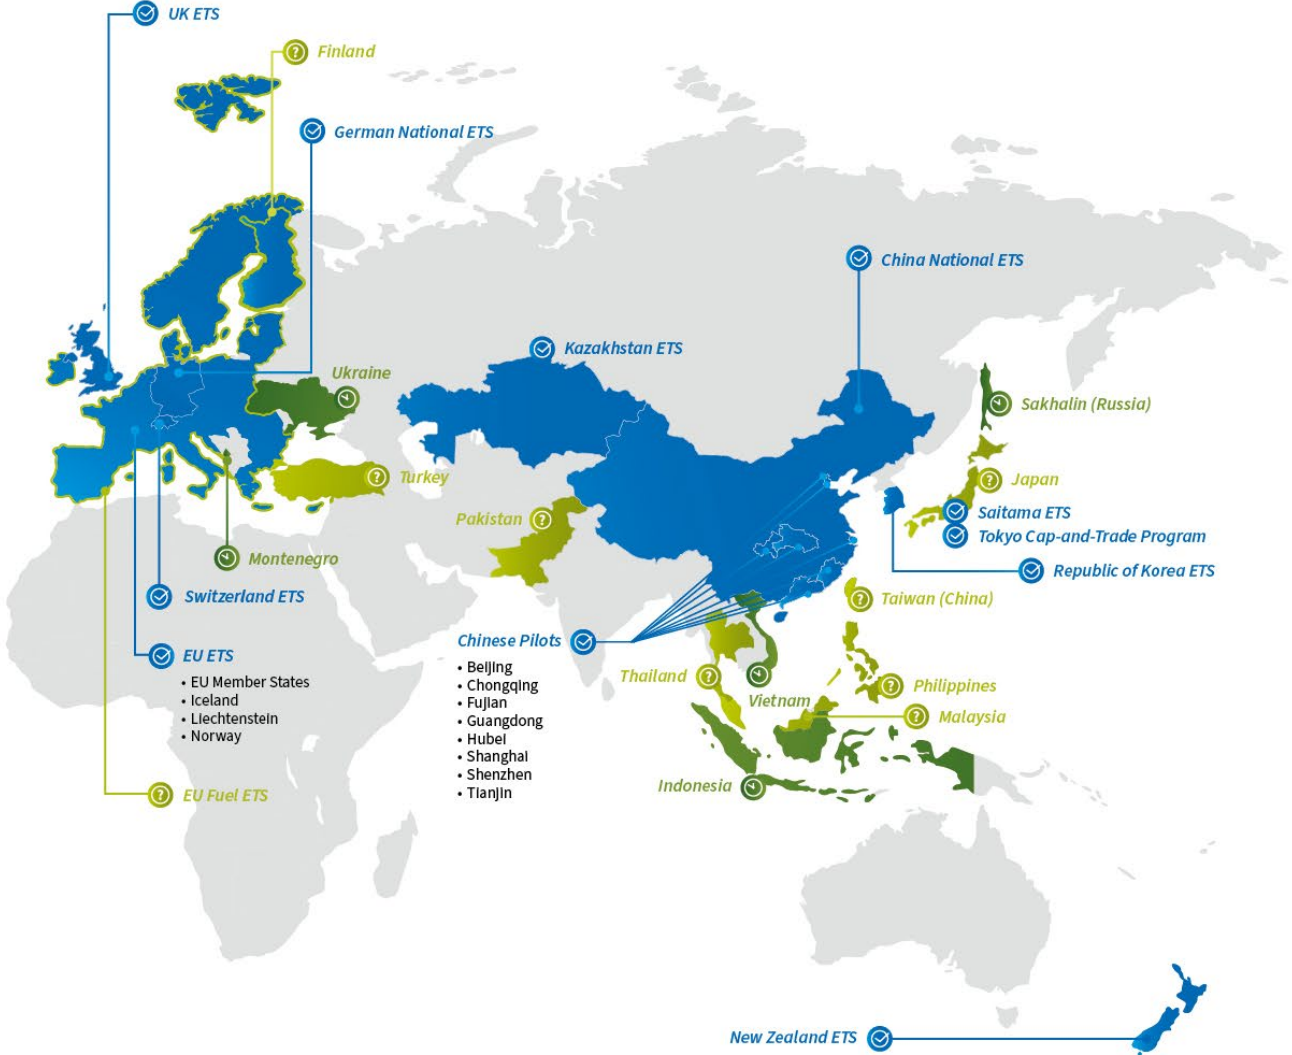 UK ETS
Finland
German National ETS
China National ETS
Kazakhstan ETS
Ukraine
Sakhalin (Russia)
Turkey
Japan
Pakistan
Saitama ETS
Tokyo Cap-and-Trade Program
Montenegro
Republic of Korea ETS
Switzerland ETS
Taiwan (China)
Chinese Pilots
• Beijing
• Chongqing
• Fujian
• Guangdong
• Hubei
• Shanghai
• Shenzhen
• Tianjin
EU ETS
• EU Member States
• Iceland
• Liechtenstein
• Norway
Thailand
Vietnam
Philippines
Malaysia
Indonesia
EU Fuel ETS
New Zealand ETS